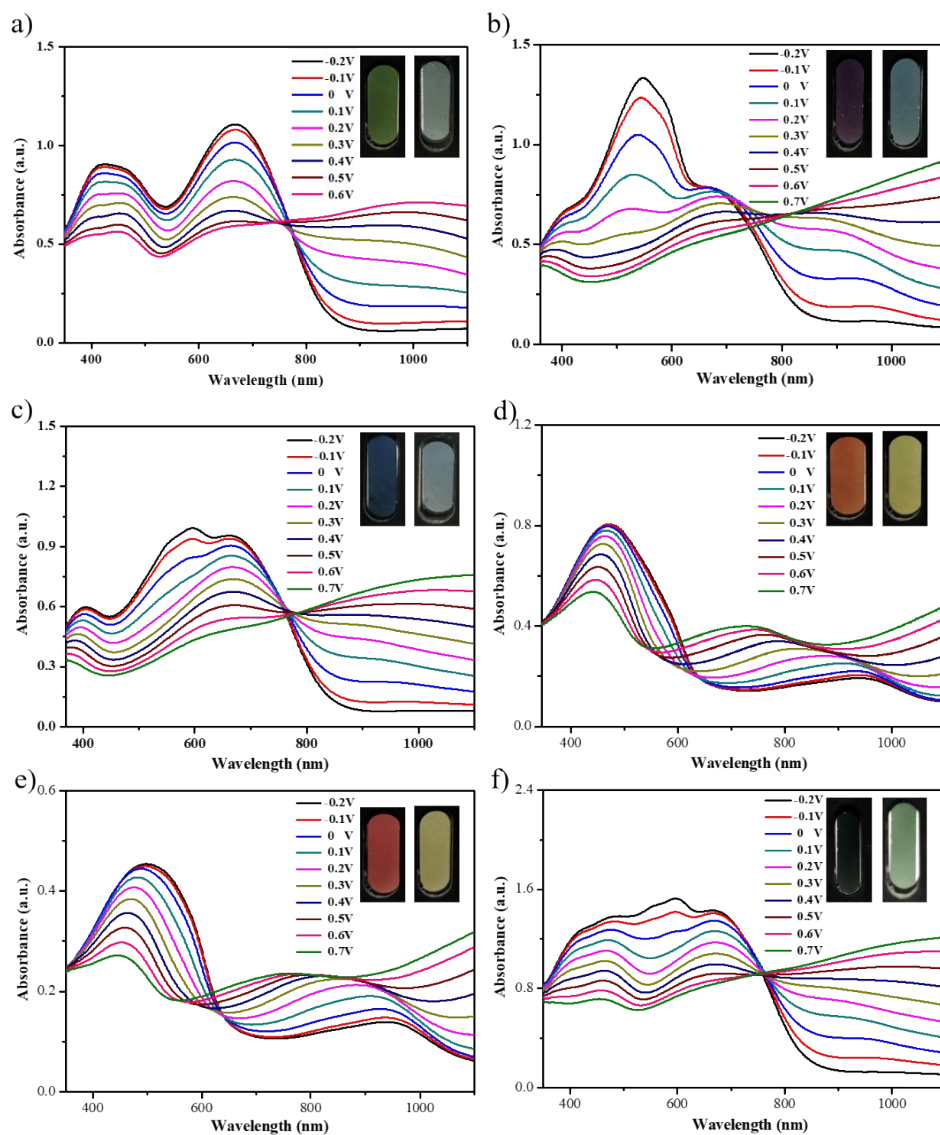 a)
1.5
1.0
0.5
0.0
Absorbance (a.u.)
400
600
800
1000
Wavelength (nm)
-0.2V
-0.1V
0 V
0.1V
0.2V
0.3V
0.4V
0.5V
0.6V
b)
1.5
1.0
0.5
0.0
Absorbance (a.u.)
400
600
800
1000
Wavelength (nm)
-0.2V
-0.1V
0 V
0.1V
0.2V
0.3V
0.4V
0.5V
0.6V
0.7V
c)
1.5
1.2
0.9
0.6
0.3
0.0
Absorbance (a.u.)
400
600
800
1000
Wavelength (nm)
-0.2V
-0.1V
0 V
0.1V
0.2V
0.3V
0.4V
0.5V
0.6V
0.7V
d)
1.2
0.8
0.4
0.0
Absorbance (a.u.)
400
600
800
1000
Wavelength (nm)
-0.2V
-0.1V
0 V
0.1V
0.2V
0.3V
0.4V
0.5V
0.6V
0.7V
e)
0.6
0.4
0.2
0.0
Absorbance (a.u.)
400
600
800
1000
Wavelength (nm)
-0.2V
-0.1V
0 V
0.1V
0.2V
0.3V
0.4V
0.5V
0.6V
0.7V
f)
2.4
1.6
0.8
0.0
Absorbance (a.u.)
400
600
800
1000
Wavelength (nm)
-0.2V
-0.1V
0 V
0.1V
0.2V
0.3V
0.4V
0.5V
0.6V
0.7V